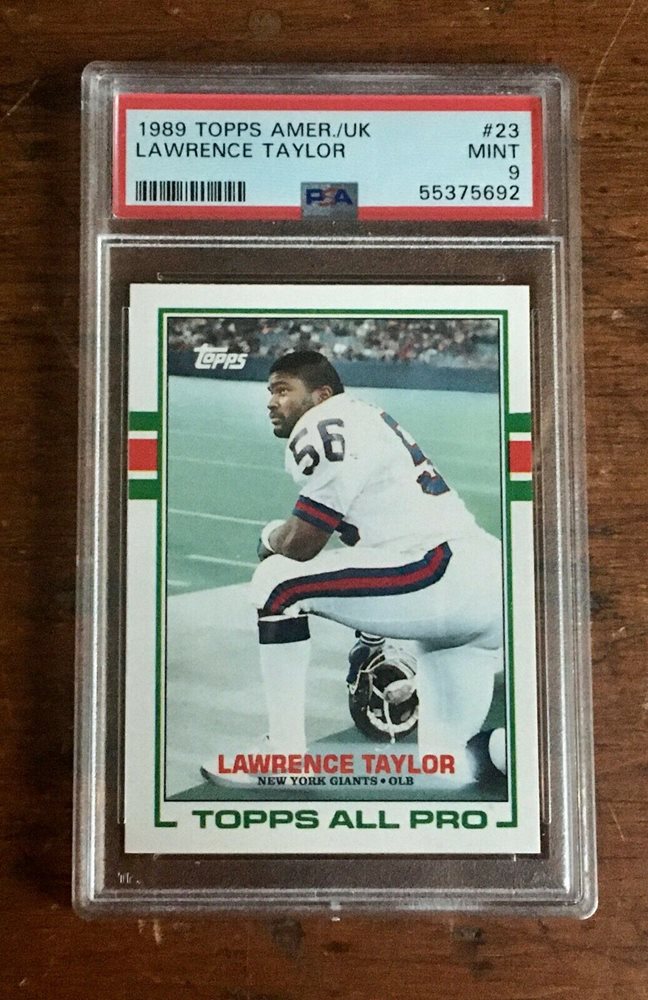 1989 TOPPS AMER./UK #23
LAWRENCE TAYLOR MINT
9
PSA 55375692
Topps
56
LAWRENCE TAYLOR
NEW YORK GIANTS • OLB
TOPPS ALL PRO